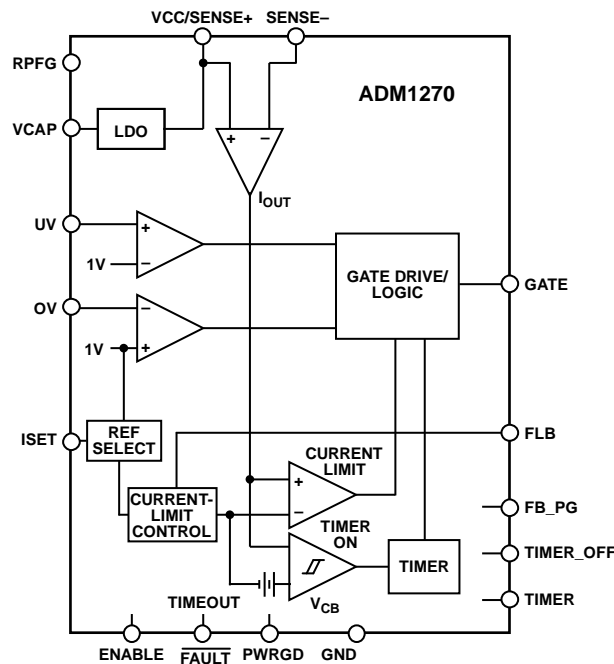 VCC/SENSE+ SENSE–
RPFG
ADM1270
VCAP
LDO
+ –
IOUT
UV
+
1V
–
GATE DRIVE/
LOGIC
GATE
OV
–
1V
+
ISET
REF
SELECT
FLB
CURRENT
LIMIT
+
–
CURRENT-
LIMIT
CONTROL
FB_PG
TIMER
ON
TIMER
TIMER_OFF
VCB
TIMER
TIMEOUT
ENABLE
FAULT
PWRGD
GND